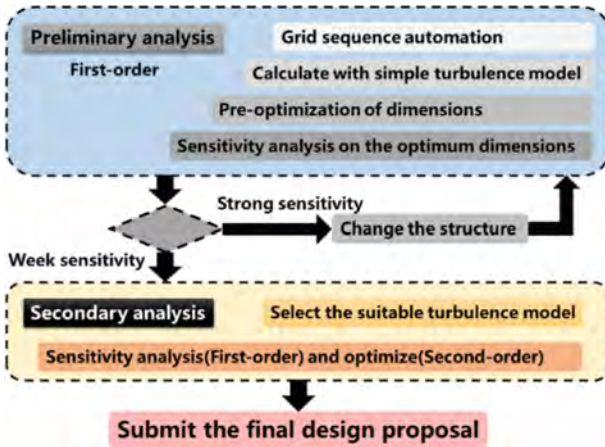 Preliminary analysis
Grid sequence automation
First-order
Calculate with simple turbulence model
Pre-optimization of dimensions
Sensitivity analysis on the optimum dimensions
Strong sensitivity
Change the structure
Week sensitivity
Secondary analysis
Select the suitable turbulence model
Sensitivity analysis(First-order) and optimize(Second-order)
Submit the final design proposal